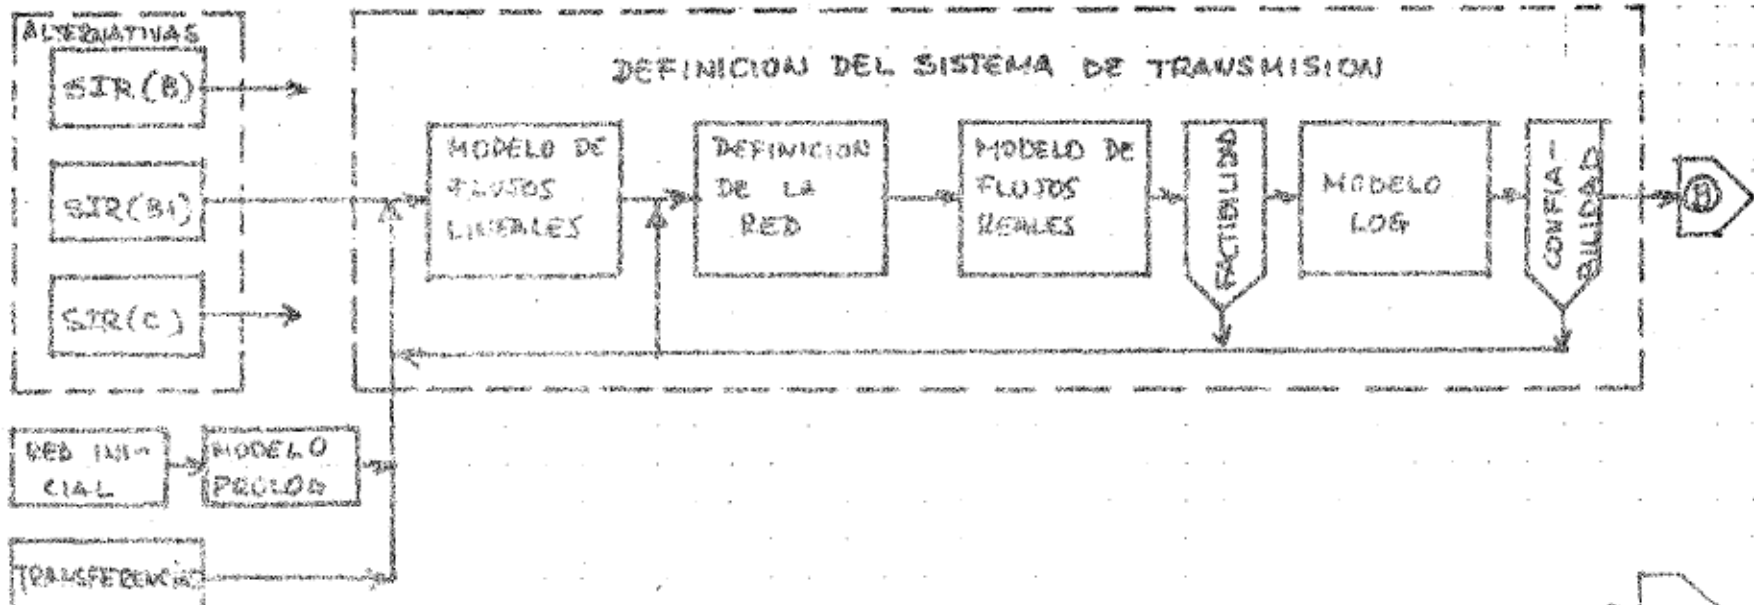 ALTERNATIVAS
SIR(B)
DEFINICION DEL SISTEMA DE TRANSMISION
MODELO DE
FLUJOS
LINEALES
DEFINICION
DE LA
RED
MODELO DE
FLUJOS
REALES
FACTIBILIDAD
MODELO
LOG
CONFIA-
BILIDAD
SIR(B1)
SIR(C)
RED INI-
CIAL
MODELO
PROLOG